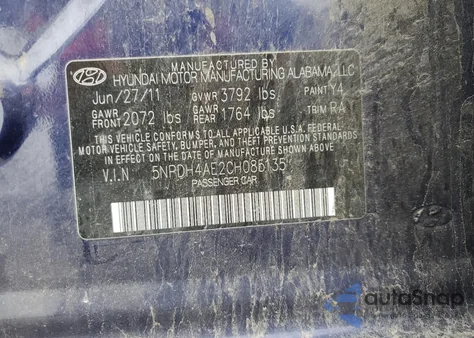 MANUFACTURED BY
HYUNDAI MOTOR MANUFACTURING ALABAMA, LLC
Jun/27/11 GVWR 3792 lbs PAINT Y4
GAWR FRONT 2072 lbs GAWR REAR 1764 lbs TRIM RA
THIS VEHICLE CONFORMS TO ALL APPLICABLE U.S.A. FEDERAL
MOTOR VEHICLE SAFETY, BUMPER, AND THEFT PREVENTION STANDARDS
IN EFFECT ON THE DATE OF MANUFACTURE SHOWN ABOVE.
V.I.N 5NPDH4AE2CH086135
PASSENGER CAR
autoSnap